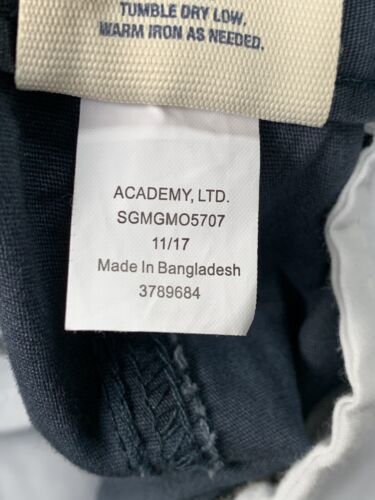 TUMBLE DRY LOW.
WARM IRON AS NEEDED.
ACADEMY, LTD.
SGMGMO5707
11/17
Made In Bangladesh
3789684